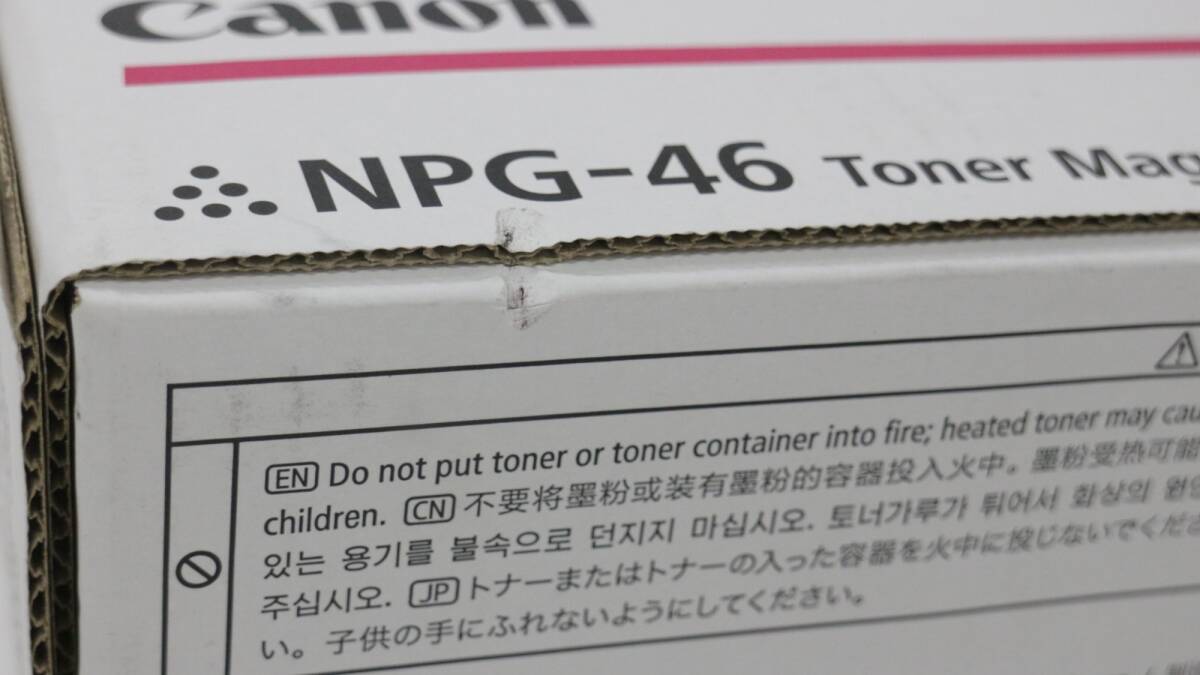 Canon
NPG-46 Toner Mag
EN Do not put toner or toner container into fire; heated toner may cau
children. CN 不要将墨粉或装有墨粉的容器投入火中。墨粉受热可能
있는 용기를 불속으로 던지지 마십시오. 토너가루가 튀어서 화상의 원인
주십시오. JP トナーまたはトナーの入った容器を火中に投じないでくださ
い。子供の手にふれないようにしてください。